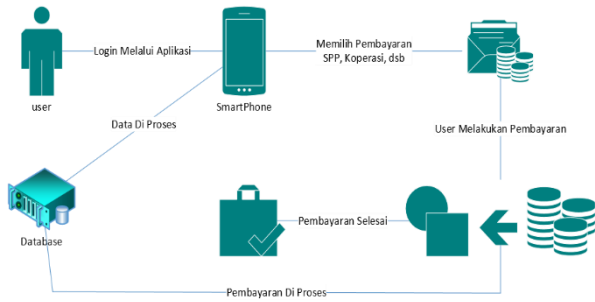 Login Melalui Aplikasi
Memilih Pembayaran
SPP, Koperasi, dsb
user
SmartPhone
Data Di Proses
User Melakukan Pembayaran
Database
Pembayaran Selesai
Pembayaran Di Proses